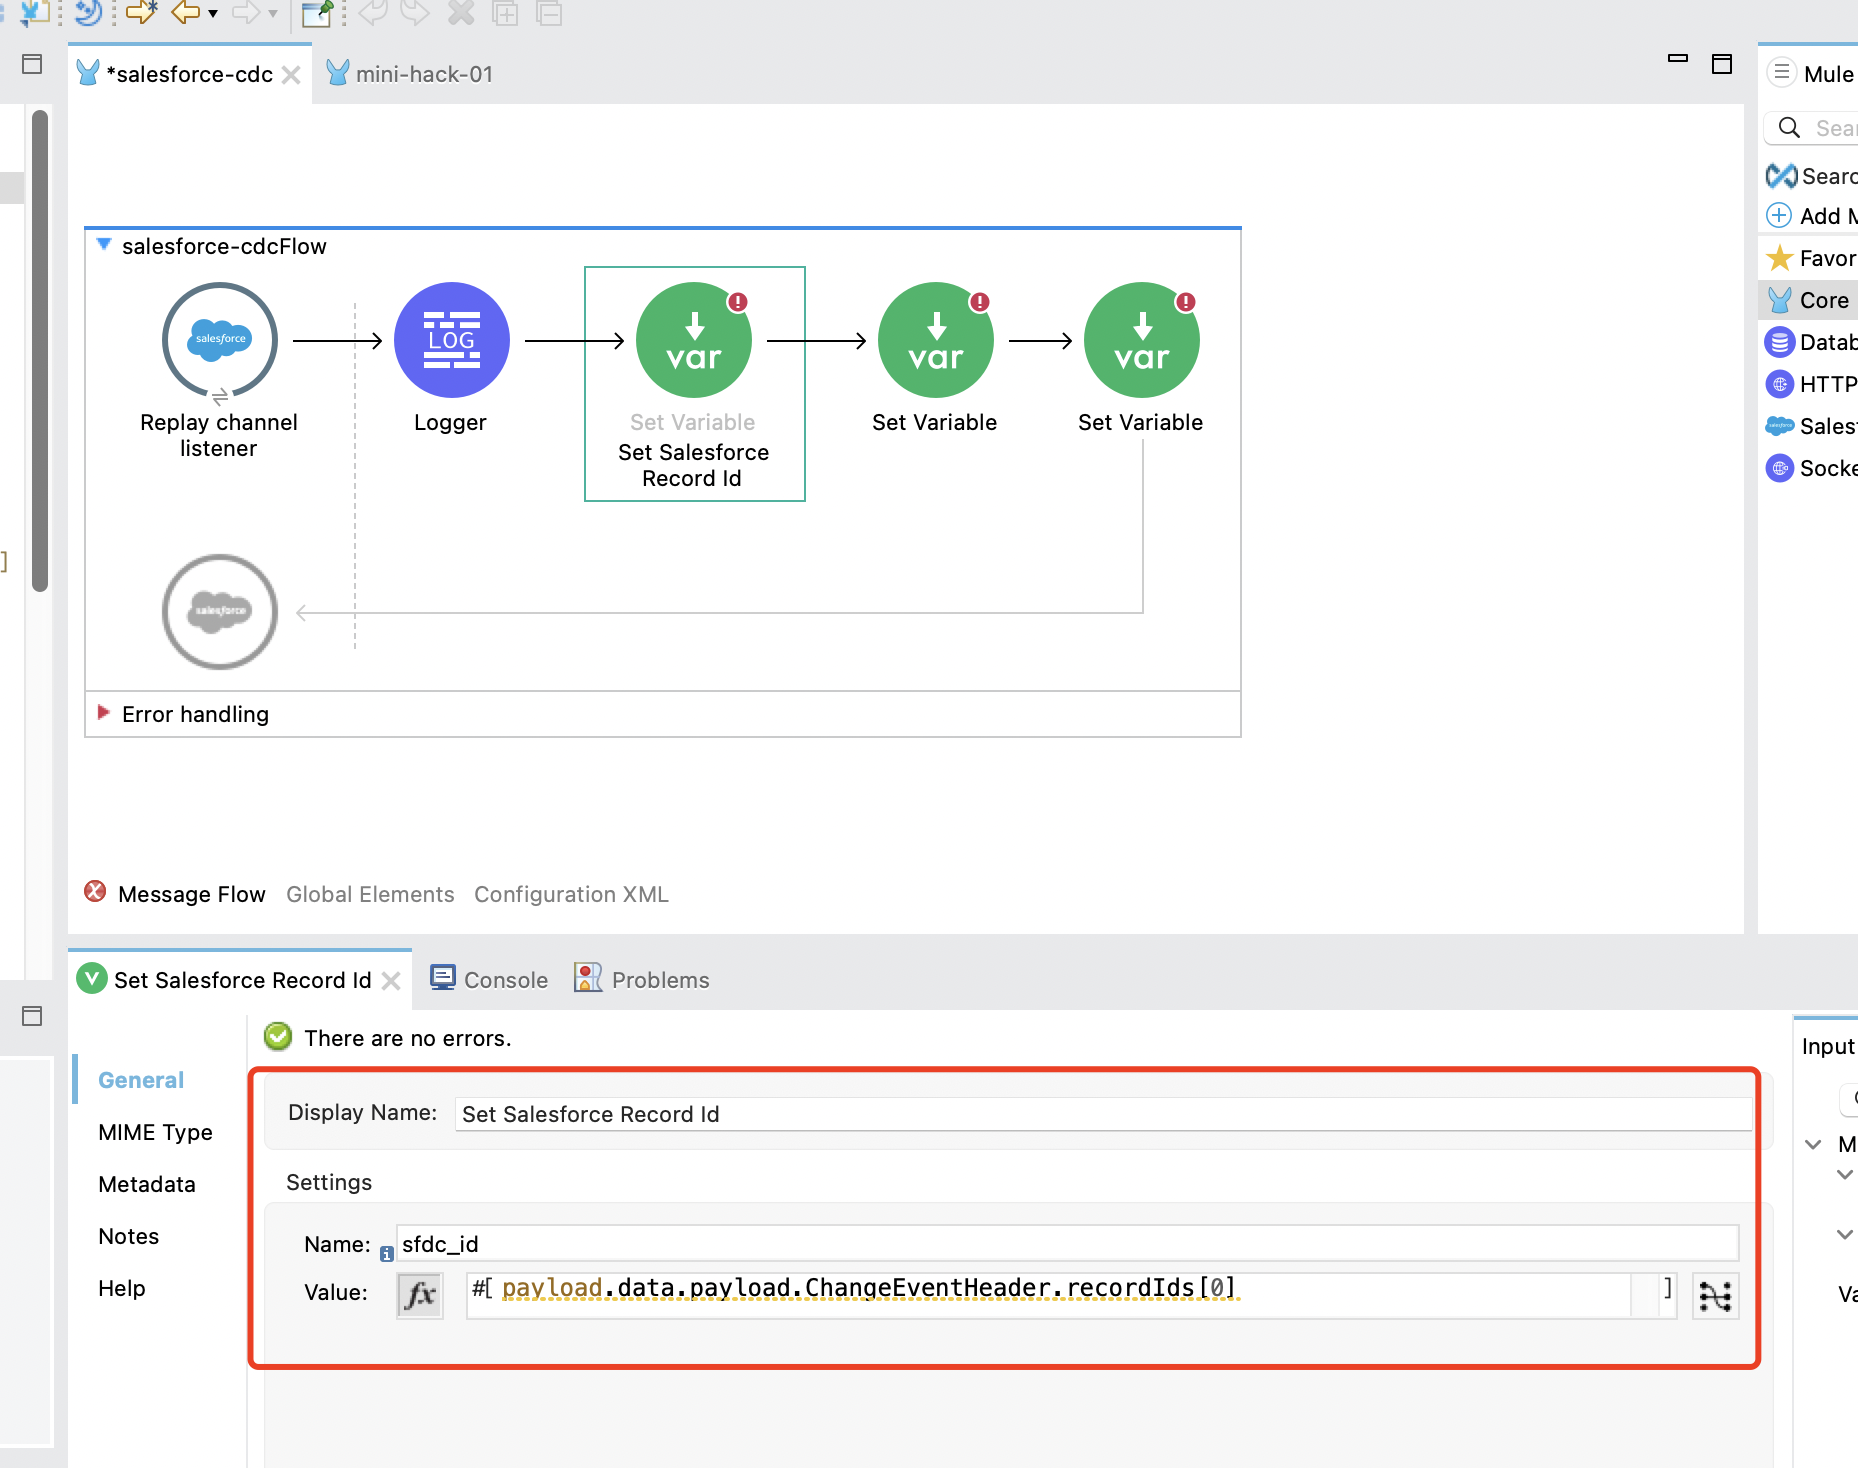 *salesforce-cdc
mini-hack-01
Mule
Sear
Searc
Add M
Favor
Core
Datab
HTTP
Sales
Socke
]
salesforce-cdcFlow
salesforce
LOG
var
var
var
Replay channel
listener
Logger
Set Variable
Set Salesforce
Record Id
Set Variable
Set Variable
salesforce
Error handling
Message Flow
Global Elements
Configuration XML
Set Salesforce Record Id
Console
Problems
There are no errors.
General
MIME Type
Metadata
Notes
Help
Display Name: Set Salesforce Record Id
Settings
Name: sfdc_id
Value: fx #[ payload.data.payload.ChangeEventHeader.recordIds[0] ]
Input
M
Va